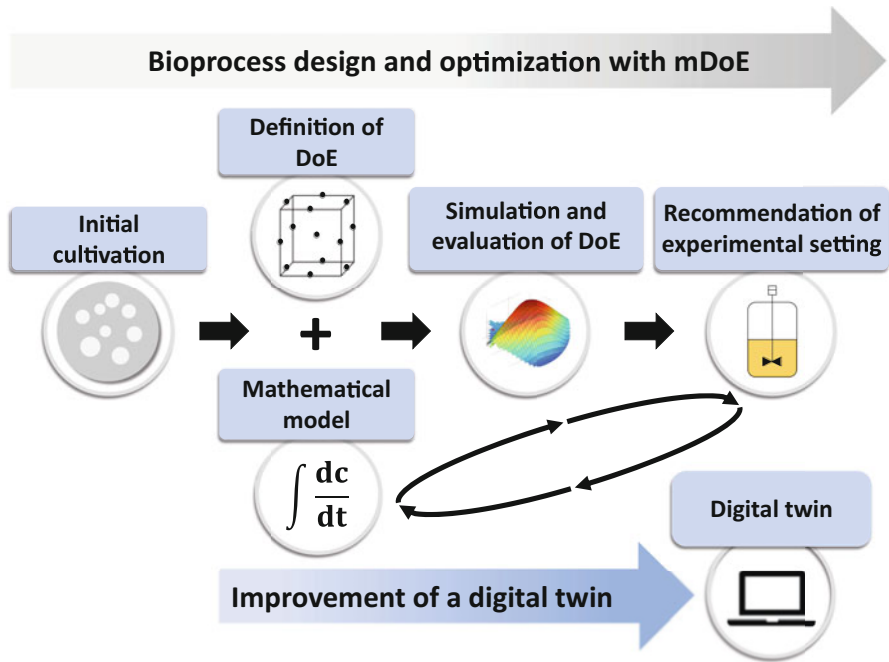 Bioprocess design and optimization with mDoE
Definition of
DoE
Initial
cultivation
Simulation and
evaluation of DoE
Recommendation of
experimental setting
+
Mathematical
model
∫ dc
dt
Digital twin
Improvement of a digital twin